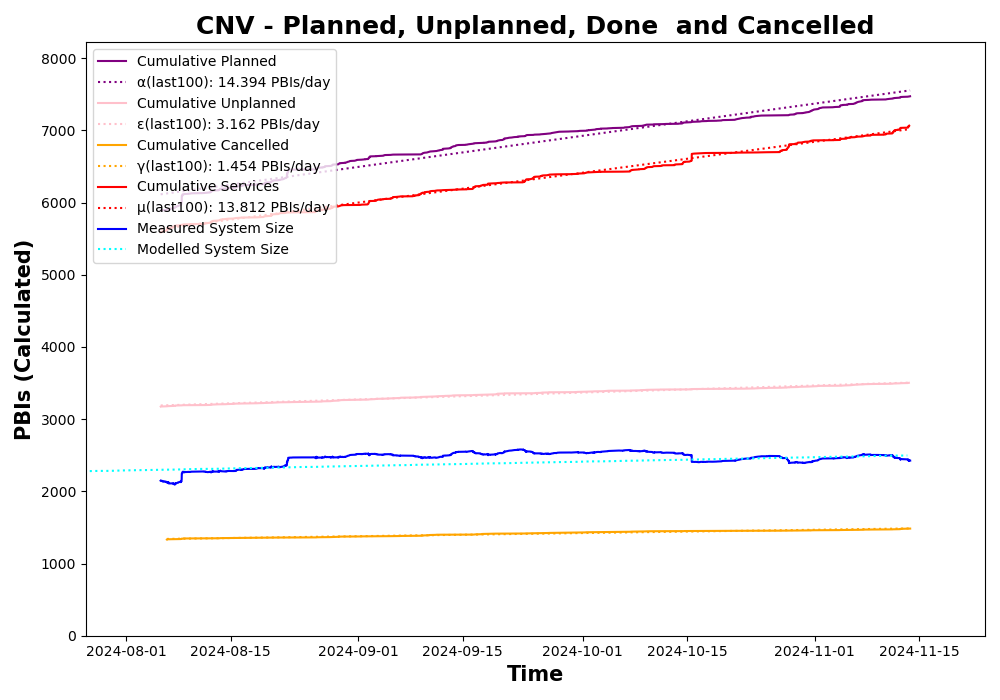 CNV - Planned, Unplanned, Done  and Cancelled
PBIs (Calculated)
8000
7000
6000
5000
4000
3000
2000
1000
0
Cumulative Planned
α(last100): 14.394 PBIs/day
Cumulative Unplanned
ε(last100): 3.162 PBIs/day
Cumulative Cancelled
γ(last100): 1.454 PBIs/day
Cumulative Services
μ(last100): 13.812 PBIs/day
Measured System Size
Modelled System Size
2024-08-01 2024-08-15 2024-09-01 2024-09-15 2024-10-01 2024-10-15 2024-11-01 2024-11-15
Time